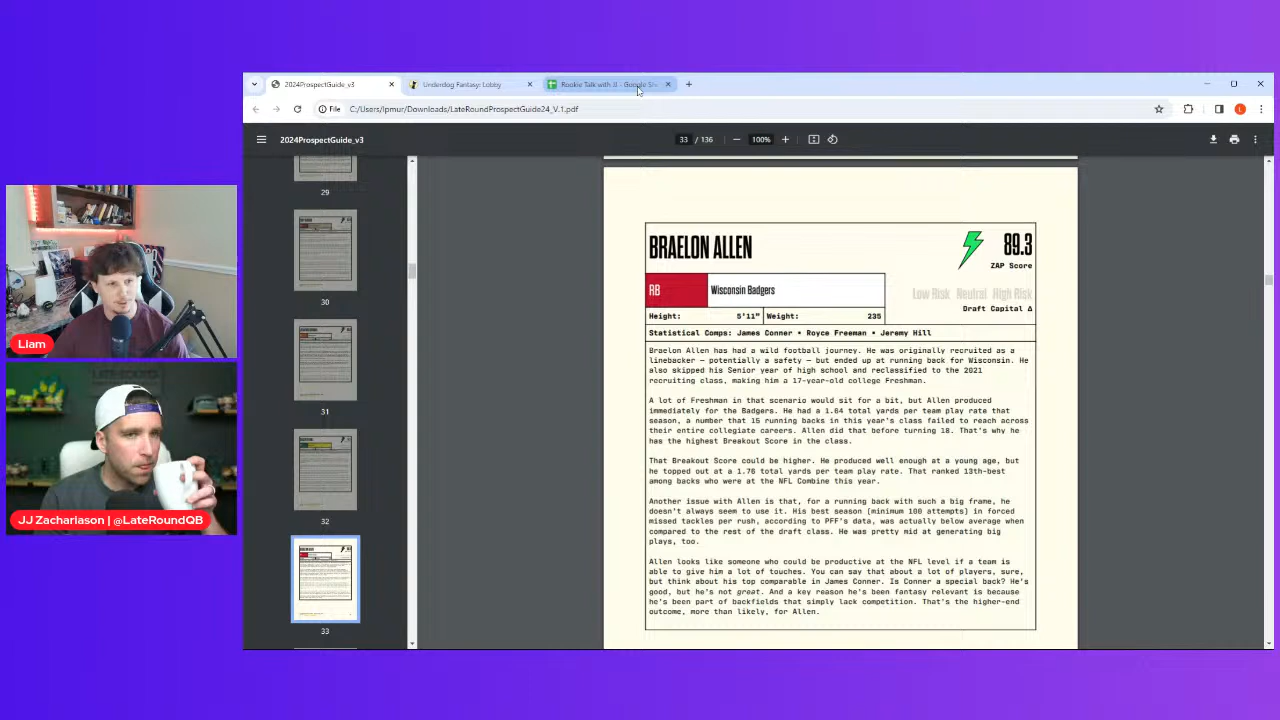 2024ProspectGuide_v3
Underdog Fantasy: Lobby
Rookie Talk with JJ - Google She
File
C:/Users/lpmur/Downloads/LateRoundProspectGuide24_V.1.pdf
L
2024ProspectGuide_v3
33 / 136
100%
29
30
31
32
33
BRAELON ALLEN
89.3
ZAP Score
RB
Wisconsin Badgers
Low Risk Neutral High Risk
Draft Capital Δ
Height: 5'11" Weight: 235
Statistical Comps: James Conner • Royce Freeman • Jeremy Hill
Braelon Allen has had a wild football journey. He was originally recruited as a
linebacker – potentially a safety – but ended up at running back for Wisconsin. He
also skipped his Senior year of high school and reclassified to the 2021
recruiting class, making him a 17-year-old college Freshman.
A lot of Freshman in that scenario would sit for a bit, but Allen produced
immediately for the Badgers. He had a 1.64 total yards per team play rate that
season, a number that 15 running backs in this year's class failed to reach across
their entire collegiate careers. Allen did that before turning 18. That's why he
has the highest Breakout Score in the class.
That Breakout Score could be higher. He produced well enough at a young age, but
he topped out at a 1.76 total yards per team play rate. That ranked 13th-best
among backs who were at the NFL Combine this year.
Another issue with Allen is that, for a running back with such a big frame, he
doesn't always seem to use it. His best season (minimum 100 attempts) in forced
missed tackles per rush, according to PFF's data, was actually below average when
compared to the rest of the draft class. He was pretty mid at generating big
plays, too.
Allen looks like someone who could be productive at the NFL level if a team is
able to give him a lot of touches. You can say that about a lot of players, sure,
but think about his top comparable in James Conner. Is Conner a special back? He's
good, but he's not great. And a key reason he's been fantasy relevant is because
he's been part of backfields that simply lack competition. That's the higher-end
outcome, more than likely, for Allen.
Liam
JJ Zachariason | @LateRoundQB